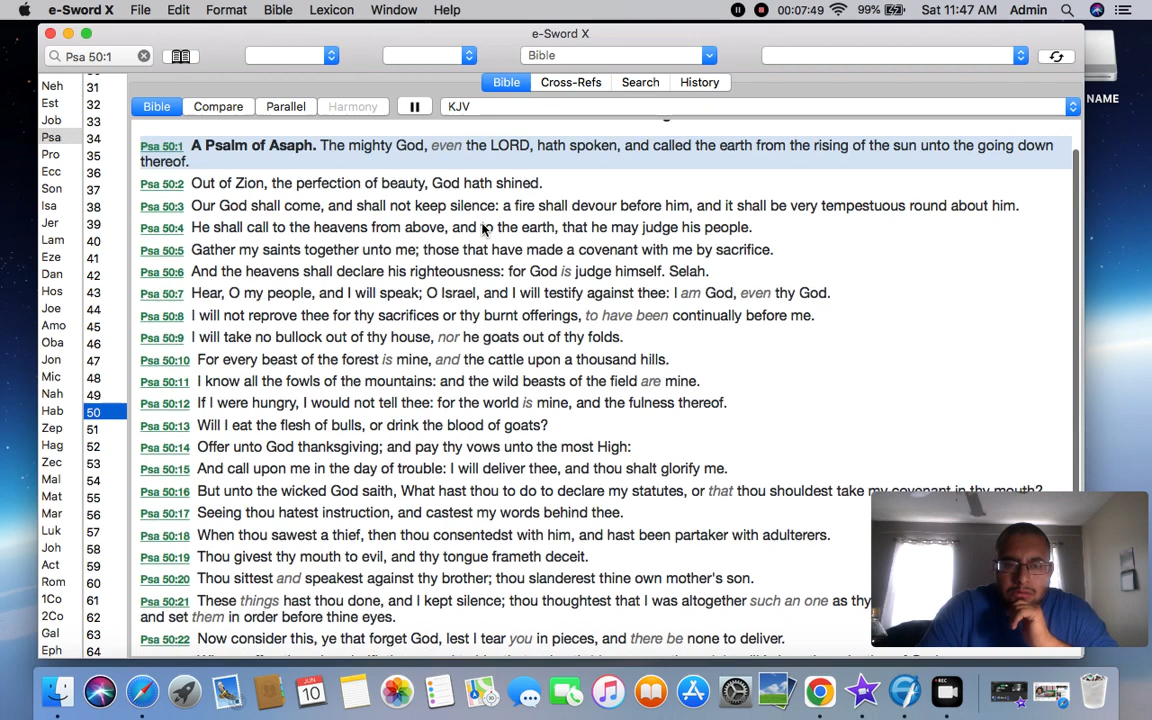 e-Sword X File Edit Format Bible Lexicon Window Help 00:07:49 99% Sat 11:47 AM Admin
e-Sword X
NAME
Psa 50:1 Bible
Bible Cross-Refs Search History
Bible Compare Parallel Harmony KJV
Neh 31
Est 32
Job 33
Psa 34
Pro 35
Ecc 36
Son 37
Isa 38
Jer 39
Lam 40
Eze 41
Dan 42
Hos 43
Joe 44
Amo 45
Oba 46
Jon 47
Mic 48
Nah 49
Hab 50
Zep 51
Hag 52
Zec 53
Mal 54
Mat 55
Mar 56
Luk 57
Joh 58
Act 59
Rom 60
1Co 61
2Co 62
Gal 63
Eph 64
Psa 50:1 A Psalm of Asaph. The mighty God, even the LORD, hath spoken, and called the earth from the rising of the sun unto the going down
thereof.
Psa 50:2 Out of Zion, the perfection of beauty, God hath shined.
Psa 50:3 Our God shall come, and shall not keep silence: a fire shall devour before him, and it shall be very tempestuous round about him.
Psa 50:4 He shall call to the heavens from above, and to the earth, that he may judge his people.
Psa 50:5 Gather my saints together unto me; those that have made a covenant with me by sacrifice.
Psa 50:6 And the heavens shall declare his righteousness: for God is judge himself. Selah.
Psa 50:7 Hear, O my people, and I will speak; O Israel, and I will testify against thee: I am God, even thy God.
Psa 50:8 I will not reprove thee for thy sacrifices or thy burnt offerings, to have been continually before me.
Psa 50:9 I will take no bullock out of thy house, nor he goats out of thy folds.
Psa 50:10 For every beast of the forest is mine, and the cattle upon a thousand hills.
Psa 50:11 I know all the fowls of the mountains: and the wild beasts of the field are mine.
Psa 50:12 If I were hungry, I would not tell thee: for the world is mine, and the fulness thereof.
Psa 50:13 Will I eat the flesh of bulls, or drink the blood of goats?
Psa 50:14 Offer unto God thanksgiving; and pay thy vows unto the most High:
Psa 50:15 And call upon me in the day of trouble: I will deliver thee, and thou shalt glorify me.
Psa 50:16 But unto the wicked God saith, What hast thou to do to declare my statutes, or that thou shouldest take my covenant in thy mouth?
Psa 50:17 Seeing thou hatest instruction, and castest my words behind thee.
Psa 50:18 When thou sawest a thief, then thou consentedst with him, and hast been partaker with adulterers.
Psa 50:19 Thou givest thy mouth to evil, and thy tongue frameth deceit.
Psa 50:20 Thou sittest and speakest against thy brother; thou slanderest thine own mother's son.
Psa 50:21 These things hast thou done, and I kept silence; thou thoughtest that I was altogether such an one as thy
and set them in order before thine eyes.
Psa 50:22 Now consider this, ye that forget God, lest I tear you in pieces, and there be none to deliver.
JUN
10
REC